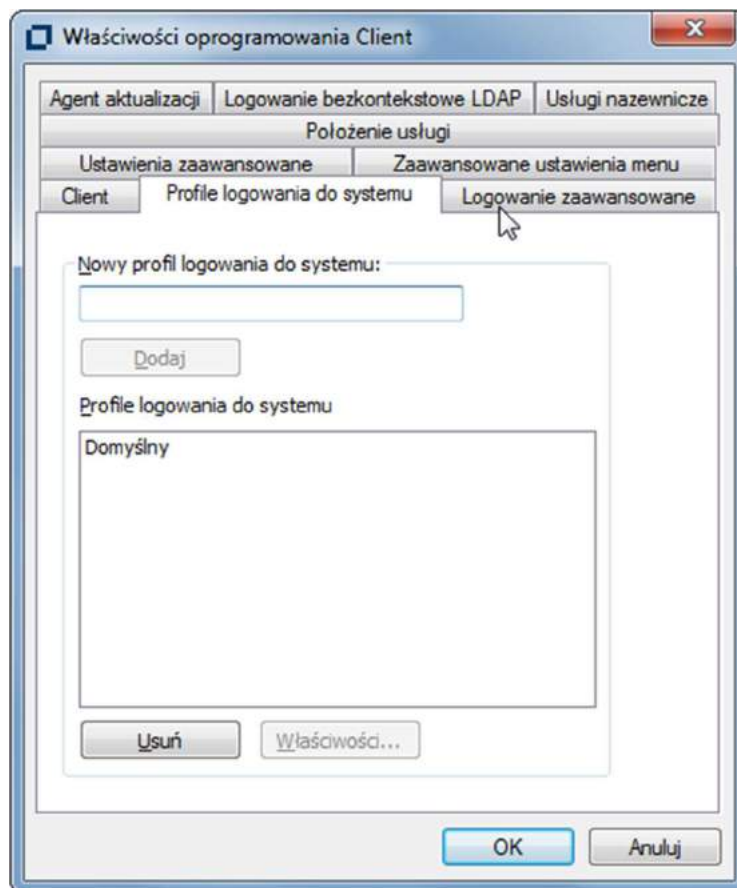 Właściwości oprogramowania Client
Agent aktualizacji Logowanie bezkontekstowe LDAP Usługi nazewnicze
Położenie usługi
Ustawienia zaawansowane Zaawansowane ustawienia menu
Client Profile logowania do systemu Logowanie zaawansowane
Nowy profil logowania do systemu:
Dodaj
Profile logowania do systemu
Domyślny
Usuń Właściwości...
OK Anuluj